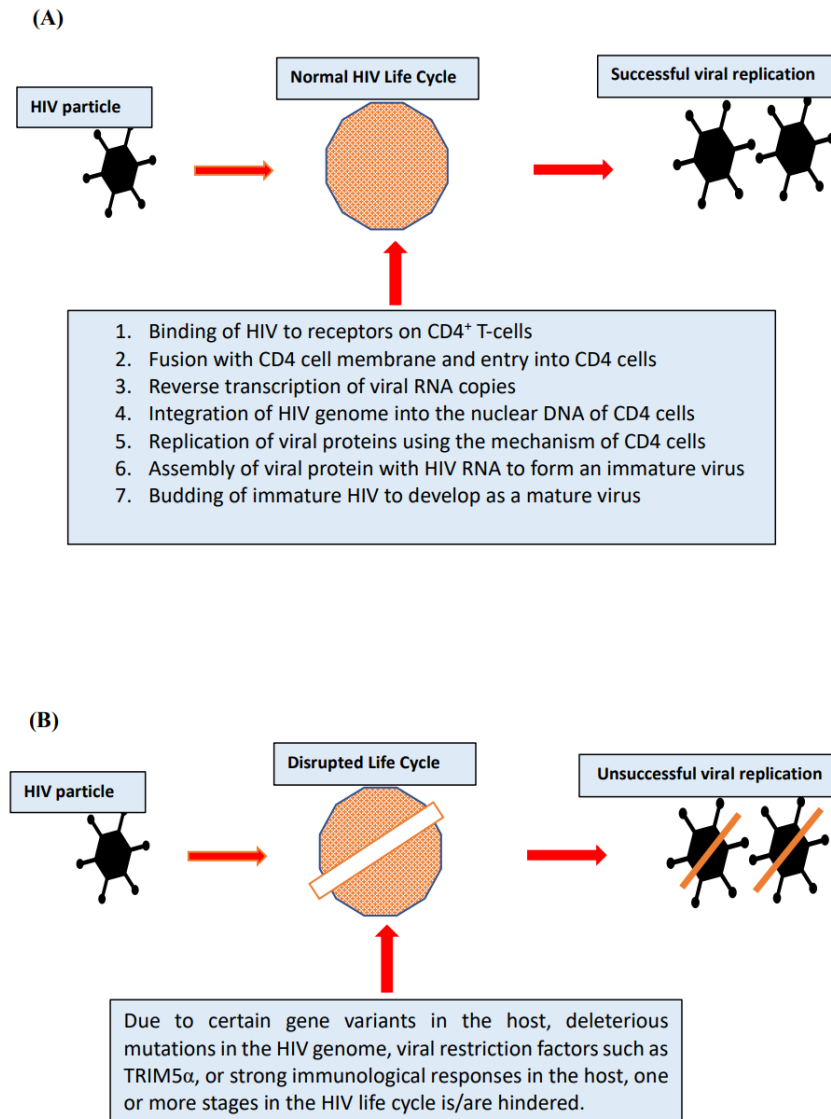 (A)
Normal HIV Life Cycle
Successful viral replication
HIV particle
1. Binding of HIV to receptors on CD4⁺ T-cells
2. Fusion with CD4 cell membrane and entry into CD4 cells
3. Reverse transcription of viral RNA copies
4. Integration of HIV genome into the nuclear DNA of CD4 cells
5. Replication of viral proteins using the mechanism of CD4 cells
6. Assembly of viral protein with HIV RNA to form an immature virus
7. Budding of immature HIV to develop as a mature virus
(B)
Disrupted Life Cycle
Unsuccessful viral replication
HIV particle
Due to certain gene variants in the host, deleterious
mutations in the HIV genome, viral restriction factors such as
TRIM5α, or strong immunological responses in the host, one
or more stages in the HIV life cycle is/are hindered.